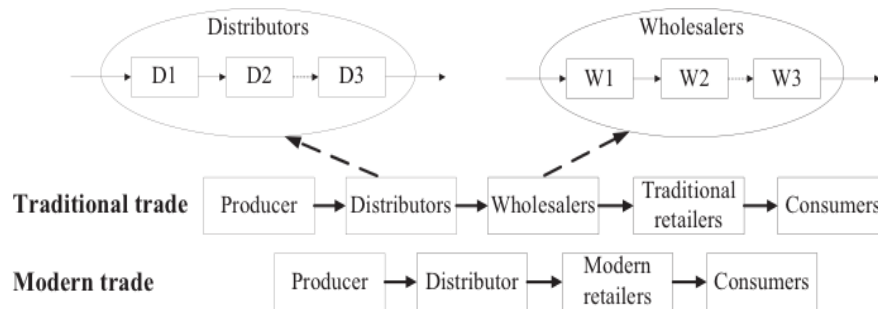 Distributors
D1
D2
D3
Wholesalers
W1
W2
W3
Traditional trade
Producer
Distributors
Wholesalers
Traditional
retailers
Consumers
Modern trade
Producer
Distributor
Modern
retailers
Consumers